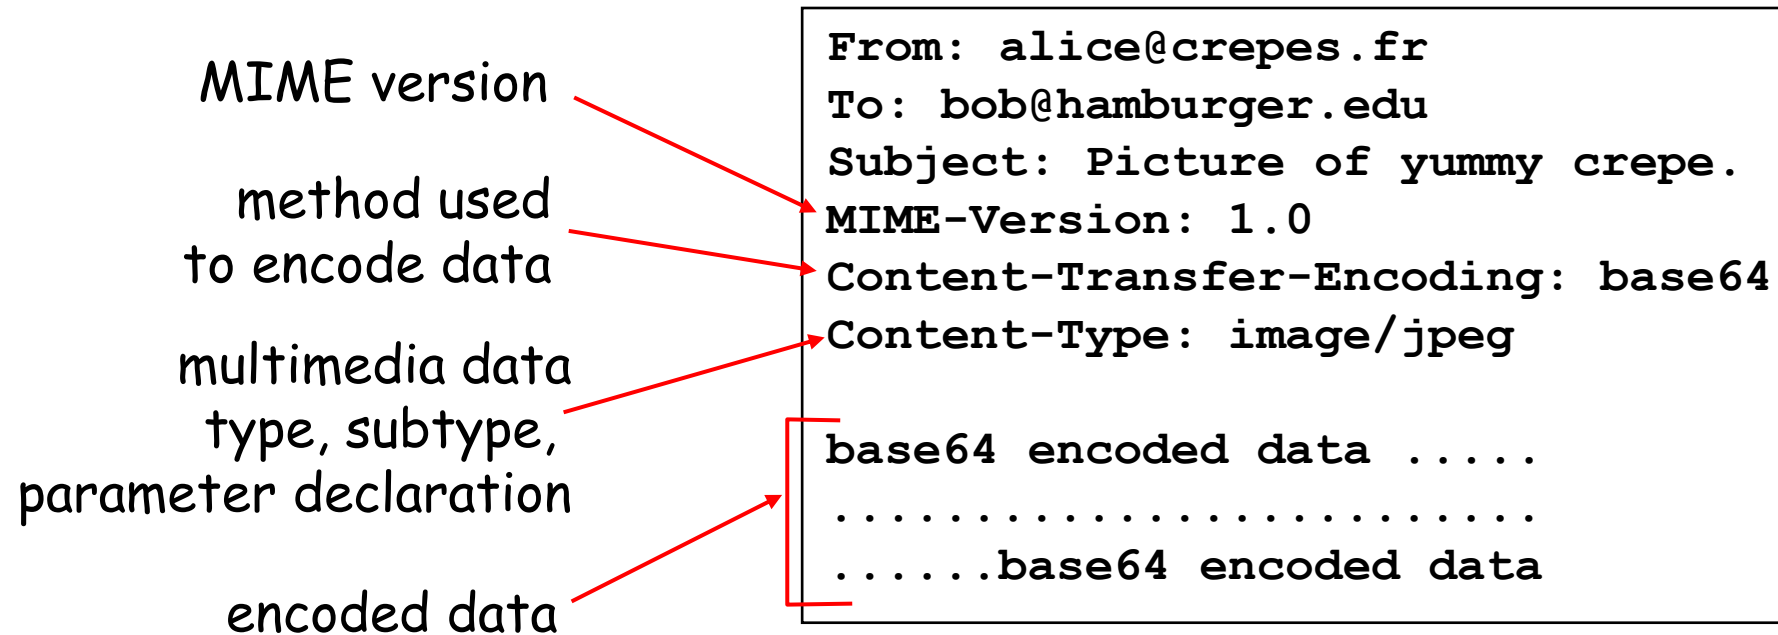 MIME version
method used
to encode data
multimedia data
type, subtype,
parameter declaration
encoded data
From: alice@crepes.fr
To: bob@hamburger.edu
Subject: Picture of yummy crepe.
MIME-Version: 1.0
Content-Transfer-Encoding: base64
Content-Type: image/jpeg
base64 encoded data .....
.........................
......base64 encoded data